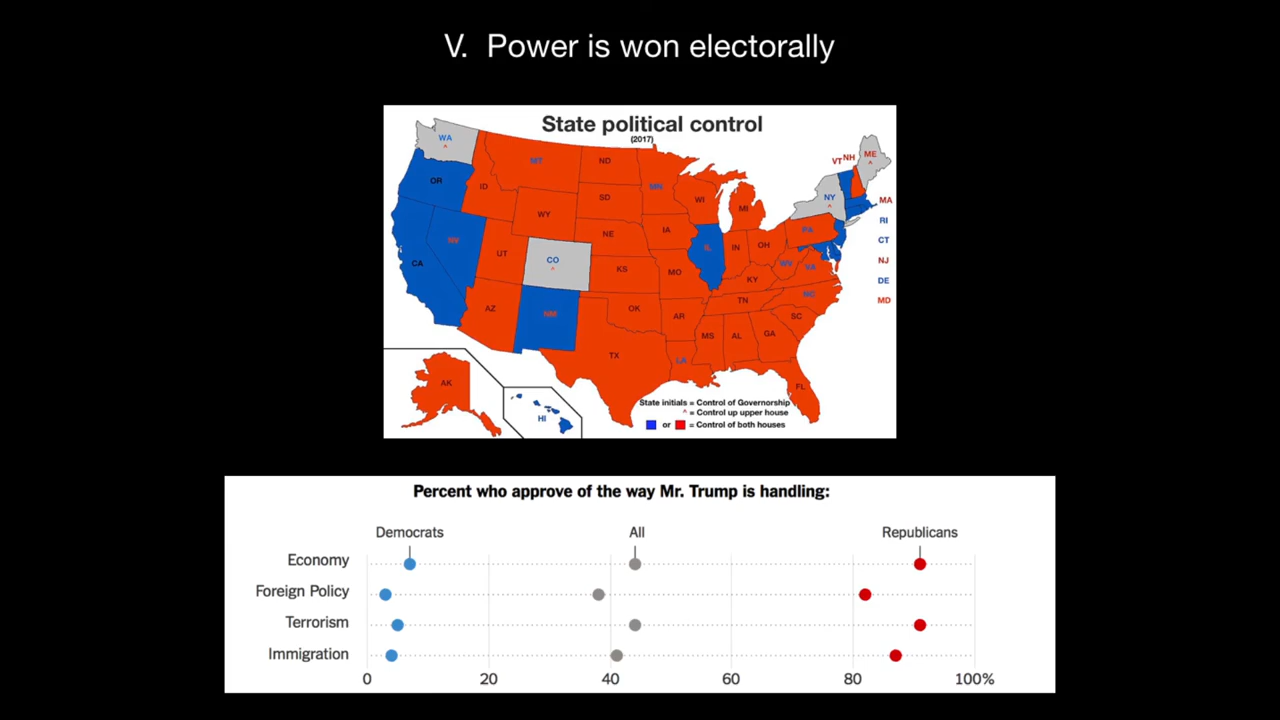 V. Power is won electorally
State political control
(2017)
WA
^
MT
ND
MN
VT
NH
ME
^
OR
ID
SD
WI
MI
NY
^
MA
WY
IA
RI
NV
NE
PA
CT
UT
CO
^
IL
IN
OH
NJ
CA
KS
MO
WV
VA
DE
KY
NC
MD
AZ
NM
OK
AR
TN
SC
TX
MS
AL
GA
LA
AK
FL
HI
State initials = Control of Governorship
^ = Control up upper house
or = Control of both houses
Percent who approve of the way Mr. Trump is handling:
Democrats
All
Republicans
Economy
Foreign Policy
Terrorism
Immigration
0 20 40 60 80 100%